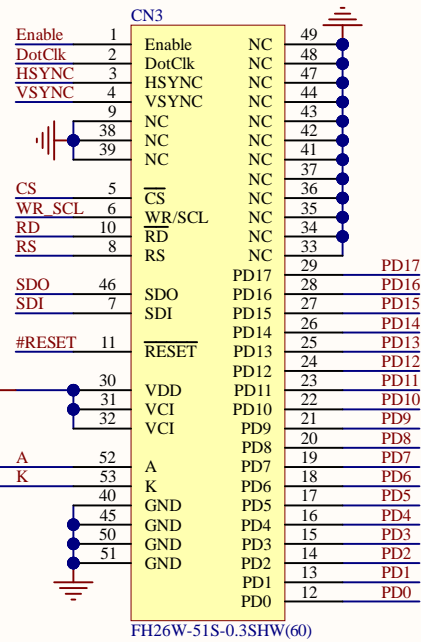 CN3
Enable 1 Enable NC 49
DotClk 2 DotClk NC 48
HSYNC 3 HSYNC NC 47
VSYNC 4 VSYNC NC 44
9 NC NC 43
38 NC NC 42
39 NC NC 41
NC 37
CS 5 CS NC 36
WR_SCL 6 WR/SCL NC 35
RD 10 RD NC 34
RS 8 RS NC 33
PD17 29 PD17
SDO 46 SDO PD16 28 PD16
SDI 7 SDI PD15 27 PD15
PD14 26 PD14
#RESET 11 RESET PD13 25 PD13
PD12 24 PD12
30 VDD PD11 23 PD11
31 VCI PD10 22 PD10
32 VCI PD9 21 PD9
PD8 20 PD8
A 52 A PD7 19 PD7
K 53 K PD6 18 PD6
40 GND PD5 17 PD5
45 GND PD4 16 PD4
50 GND PD3 15 PD3
51 GND PD2 14 PD2
PD1 13 PD1
PD0 12 PD0
FH26W-51S-0.3SHW(60)